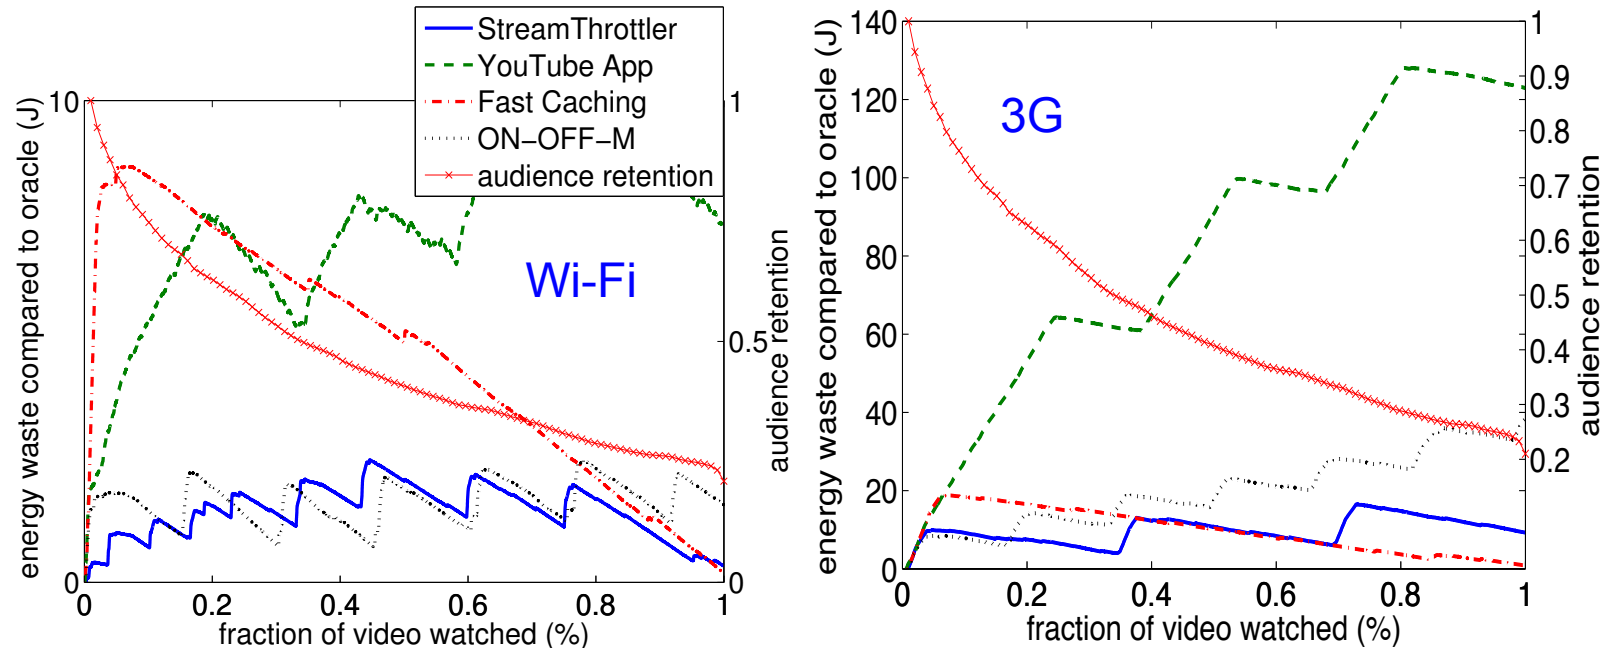 StreamThrottler
YouTube App
Fast Caching
ON−OFF−M
audience retention
energy waste compared to oracle (J)
10
0
1
0.5
0
audience retention
Wi-Fi
0 0.2 0.4 0.6 0.8 1
fraction of video watched (%)
energy waste compared to oracle (J)
140
120
100
80
60
40
20
0
3G
1
0.9
0.8
0.7
0.6
0.5
0.4
0.3
0.2
audience retention
0 0.2 0.4 0.6 0.8 1
fraction of video watched (%)